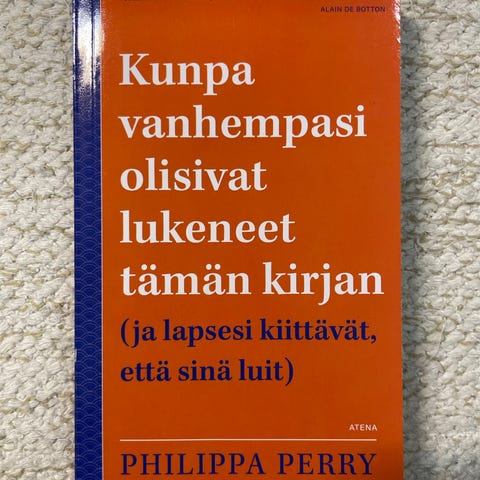 ALAIN DE BOTTON
Kunpa
vanhempasi
olisivat
lukeneet
tämän kirjan
(ja lapsesi kiittävät,
että sinä luit)
ATENA
PHILIPPA PERRY